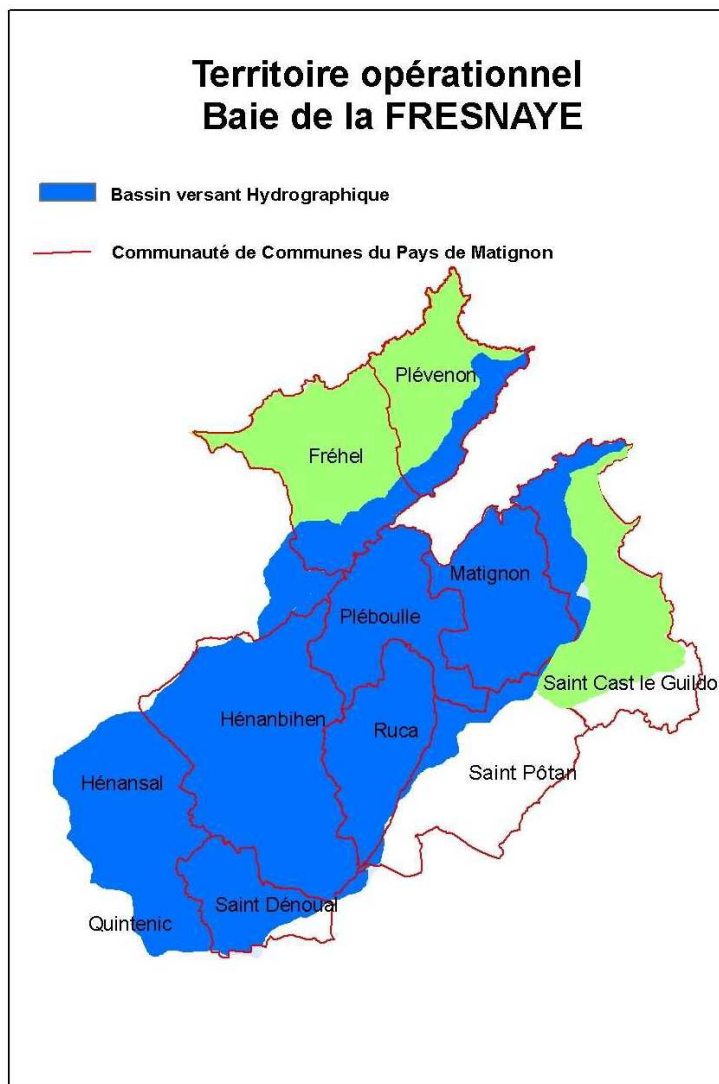 Territoire opérationnel
Baie de la FRESNAYE
Bassin versant Hydrographique
Communauté de Communes du Pays de Matignon
Plévenon
Fréhel
Matignon
Pléboulle
Saint Cast le Guildo
Hénanbihen
Ruca
Saint Pôtan
Hénansal
Saint Dénoual
Quintenic